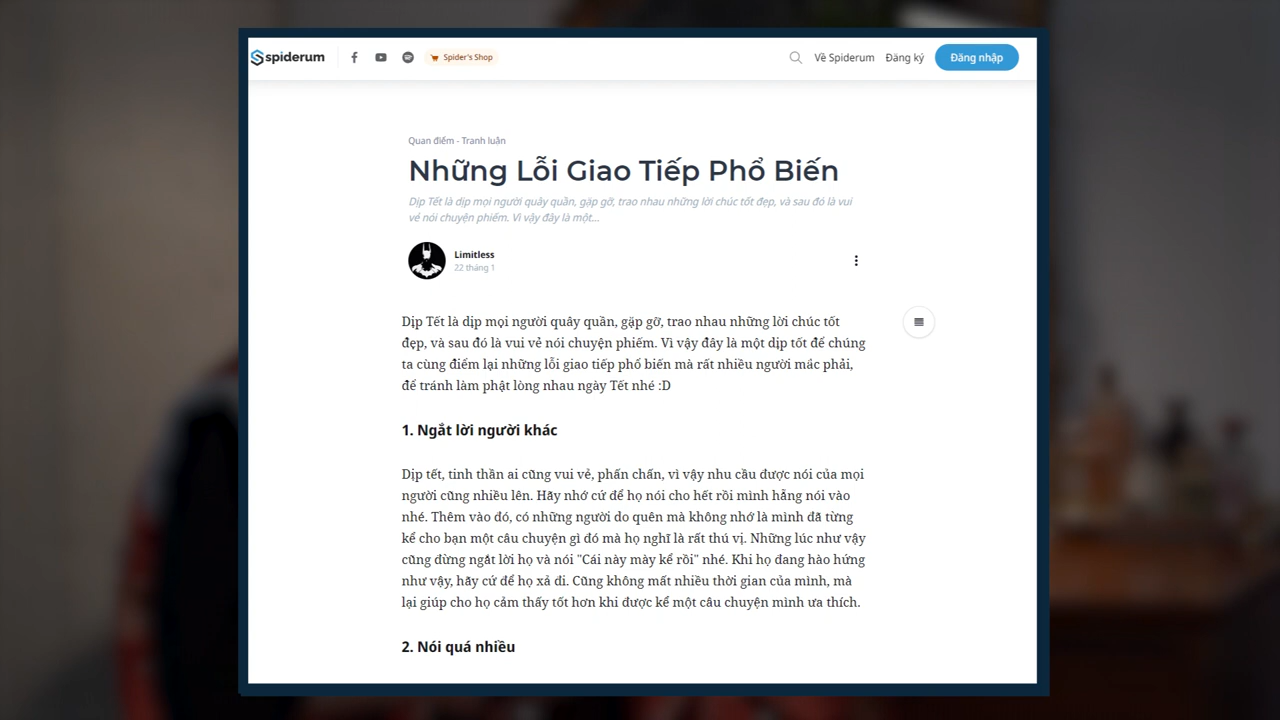 spiderum
Spider's Shop
Về Spiderum
Đăng ký
Đăng nhập
Quan điểm - Tranh luận
Những Lỗi Giao Tiếp Phổ Biến
Dịp Tết là dịp mọi người quây quần, gặp gỡ, trao nhau những lời chúc tốt đẹp, và sau đó là vui
vẻ nói chuyện phiếm. Vì vậy đây là một...
Limitless
22 tháng 1
Dịp Tết là dịp mọi người quây quần, gặp gỡ, trao nhau những lời chúc tốt
đẹp, và sau đó là vui vẻ nói chuyện phiếm. Vì vậy đây là một dịp tốt để chúng
ta cùng điểm lại những lỗi giao tiếp phổ biến mà rất nhiều người mắc phải,
để tránh làm phật lòng nhau ngày Tết nhé :D
1. Ngắt lời người khác
Dịp tết, tinh thần ai cũng vui vẻ, phấn chấn, vì vậy nhu cầu được nói của mọi
người cũng nhiều lên. Hãy nhớ cứ để họ nói cho hết rồi mình hẵng nói vào
nhé. Thêm vào đó, có những người do quên mà không nhớ là mình đã từng
kể cho bạn một câu chuyện gì đó mà họ nghĩ là rất thú vị. Những lúc như vậy
cũng đừng ngắt lời họ và nói "Cái này mày kể rồi" nhé. Khi họ đang hào hứng
như vậy, hãy cứ để họ xả đi. Cũng không mất nhiều thời gian của mình, mà
lại giúp cho họ cảm thấy tốt hơn khi được kể một câu chuyện mình ưa thích.
2. Nói quá nhiều